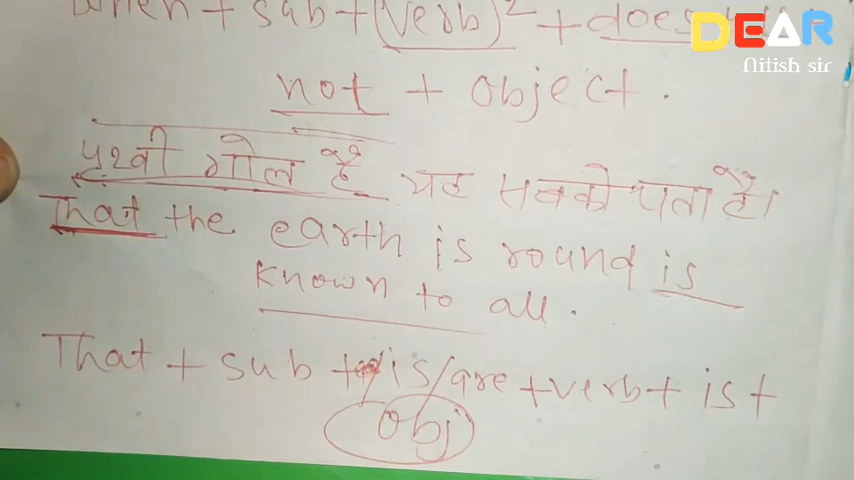 When + sub + (verb)² + does
not + object.
पृथ्वी गोल है यह सबको पता है।
That the earth is round is
known to all.
That + sub + is/are + verb + is +
obj
DEAR
Nitish sir